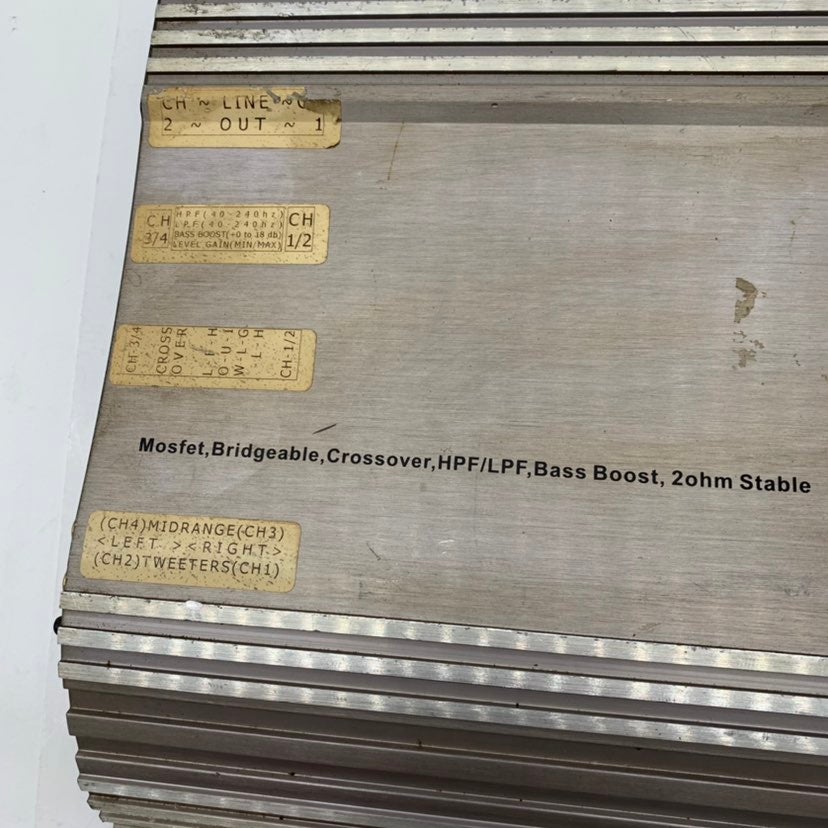 CH ~ LINE ~
2 ~ OUT ~ 1
C.H HPF(40-240hz) CH
LPF(40-240hz)
3/4 BASS BOOST(+0 to 18 db) 1/2
LEVEL GAIN(MIN/MAX)
CH-3/4
CROSS
OVER
L-F-H
O-U-I
W-L-G
L-H
CH-1/2
Mosfet,Bridgeable,Crossover,HPF/LPF,Bass Boost, 2ohm Stable
(CH4)MIDRANGE(CH3)
<LEFT ><RIGHT>
(CH2)TWEETERS(CH1)